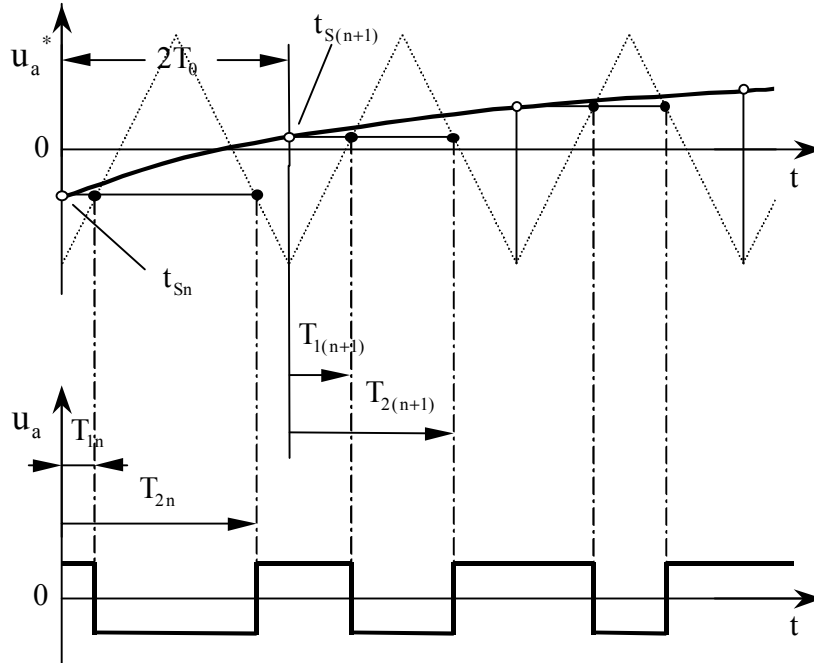 t_S(n+1)
u_a*
2T_0
0
t
t_Sn
T_1(n+1)
T_2(n+1)
u_a
T_1n
T_2n
0
t